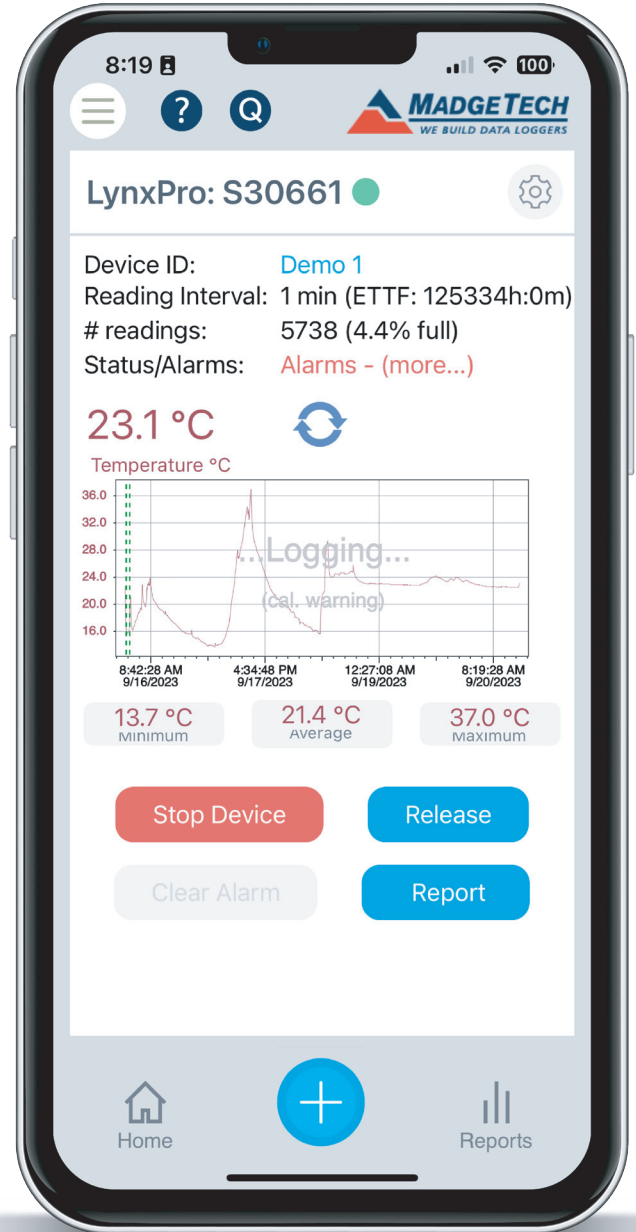 8:19
100
?
Q
MADGETECH
WE BUILD DATA LOGGERS
LynxPro: S30661
Device ID: Demo 1
Reading Interval: 1 min (ETTF: 125334h:0m)
# readings: 5738 (4.4% full)
Status/Alarms: Alarms - (more...)
23.1 °C
Temperature °C
36.0
32.0
28.0
24.0
20.0
16.0
...Logging...
(cal. warning)
8:42:28 AM 4:34:48 PM 12:27:08 AM 8:19:28 AM
9/16/2023 9/17/2023 9/19/2023 9/20/2023
13.7 °C 21.4 °C 37.0 °C
Minimum Average Maximum
Stop Device Release
Clear Alarm Report
Home + Reports